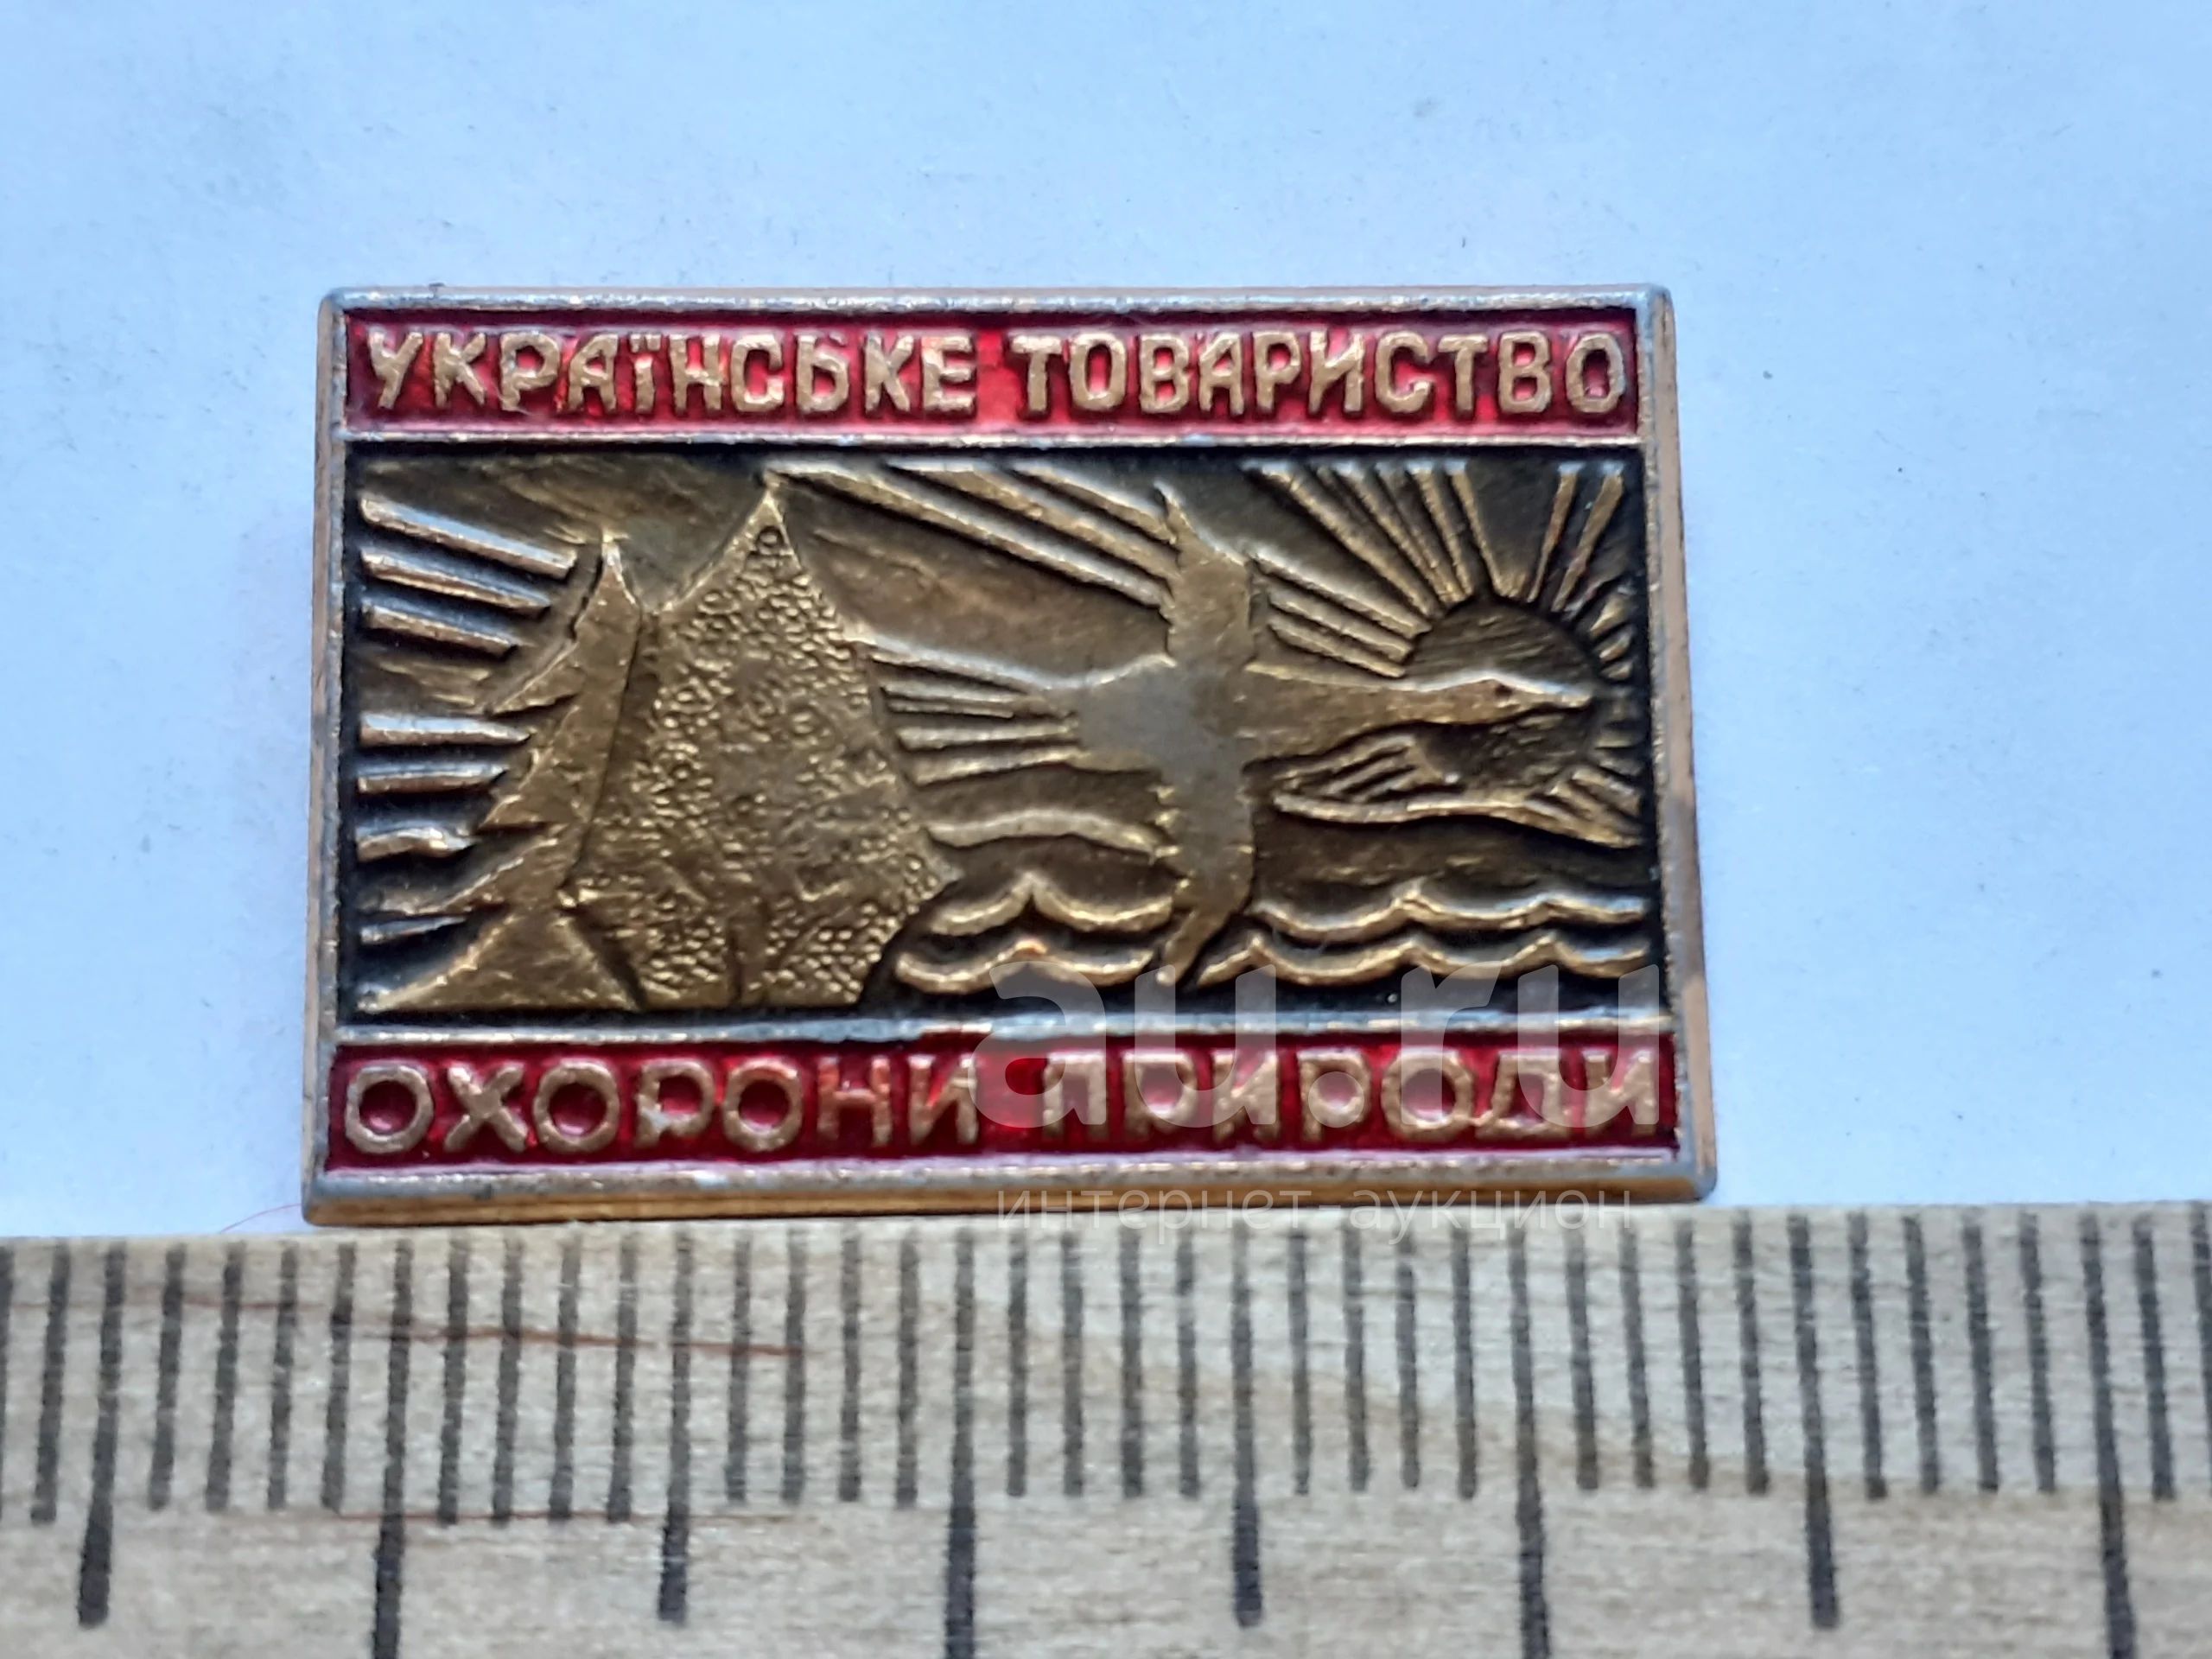 УКРАЇНСЬКЕ ТОВАРИСТВО
ОХОРОНИ ПРИРОДИ
au.ru
интернет-аукцион